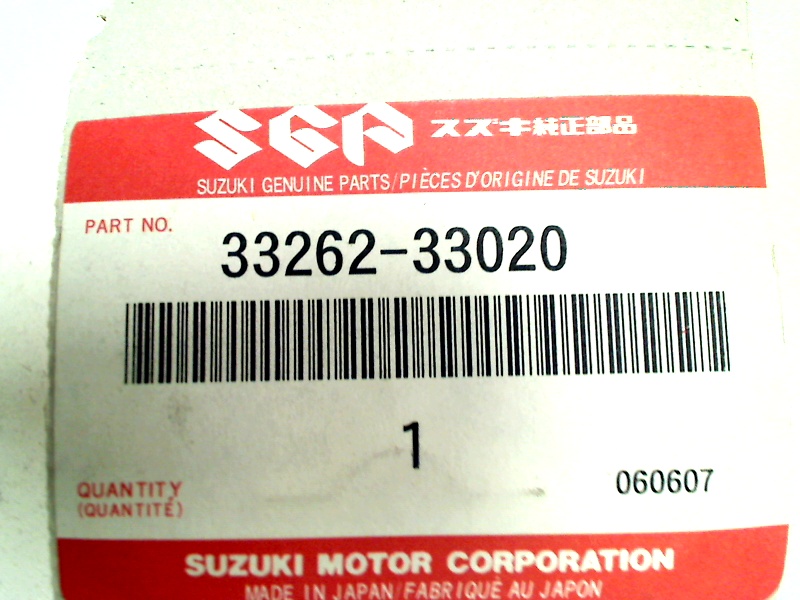 SGP スズキ純正部品
SUZUKI GENUINE PARTS/PIÈCES D'ORIGINE DE SUZUKI
PART NO.
33262-33020
1
QUANTITY
(QUANTITÉ)
060607
SUZUKI MOTOR CORPORATION
MADE IN JAPAN/FABRIQUÉ AU JAPON